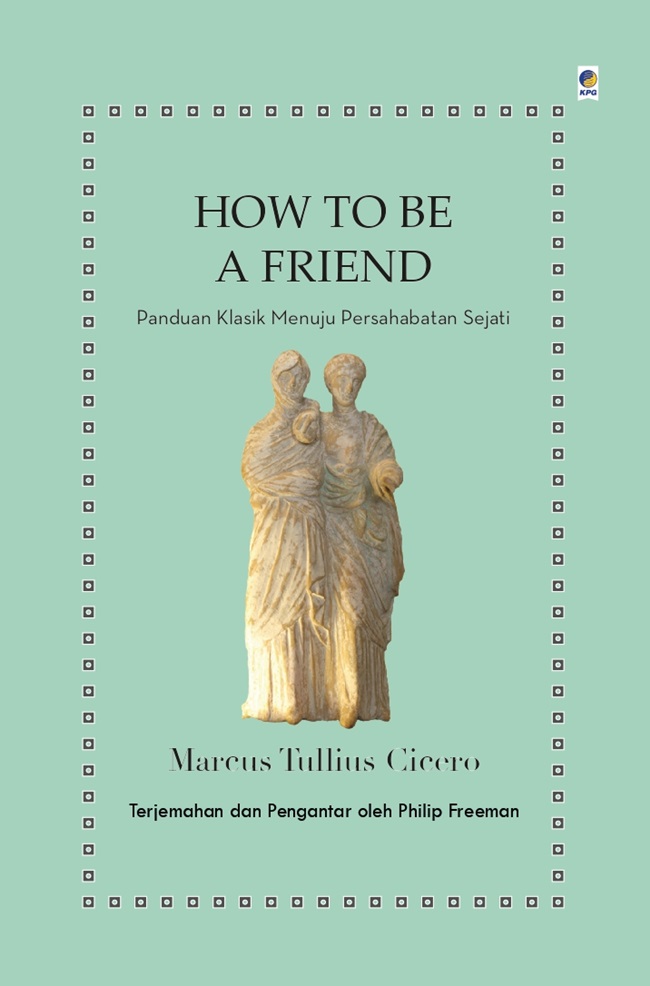 KPG
HOW TO BE
A FRIEND
Panduan Klasik Menuju Persahabatan Sejati
Marcus Tullius Cicero
Terjemahan dan Pengantar oleh Philip Freeman